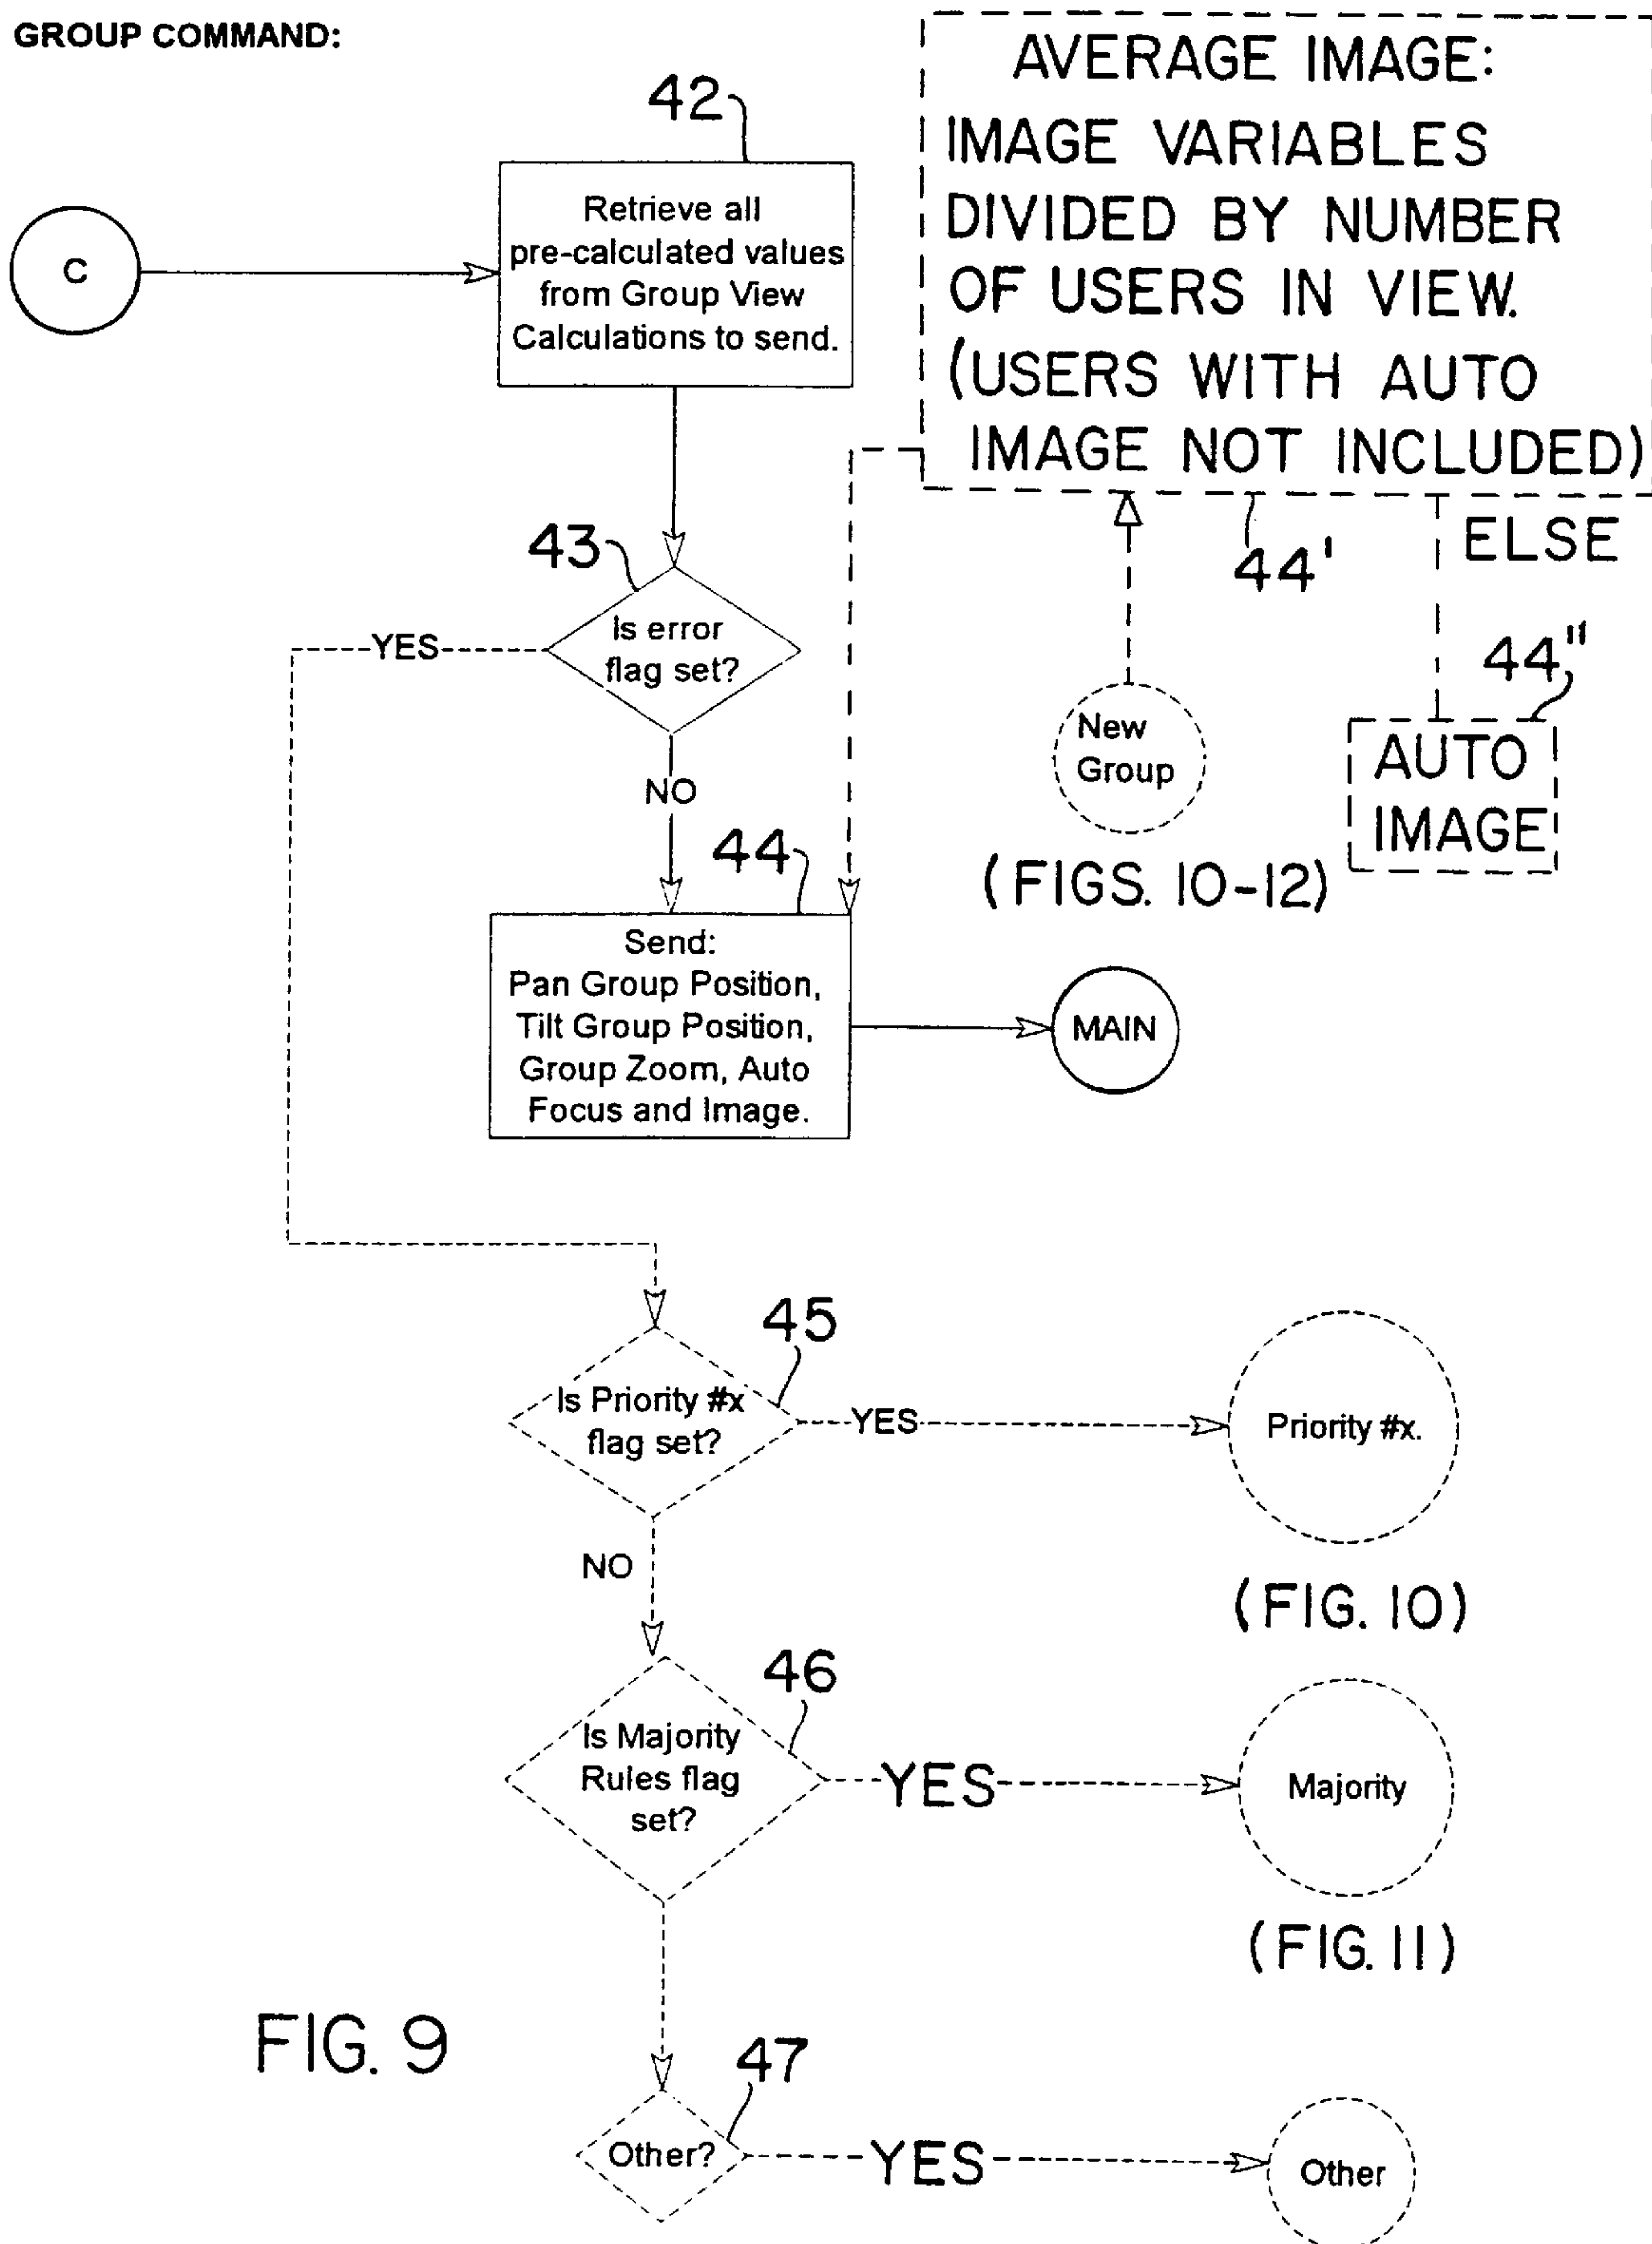 GROUP COMMAND:
42
C
Retrieve all
pre-calculated values
from Group View
Calculations to send.
AVERAGE IMAGE:
IMAGE VARIABLES
DIVIDED BY NUMBER
OF USERS IN VIEW.
(USERS WITH AUTO
IMAGE NOT INCLUDED)
44'
ELSE
44"
AUTO
IMAGE
New
Group
(FIGS. 10-12)
43
Is error
flag set?
YES
NO
44
Send:
Pan Group Position,
Tilt Group Position,
Group Zoom, Auto
Focus and Image.
MAIN
45
Is Priority #x
flag set?
YES
Priority #x.
(FIG. 10)
NO
46
Is Majority
Rules flag
set?
YES
Majority
(FIG. 11)
FIG. 9
47
Other?
YES
Other